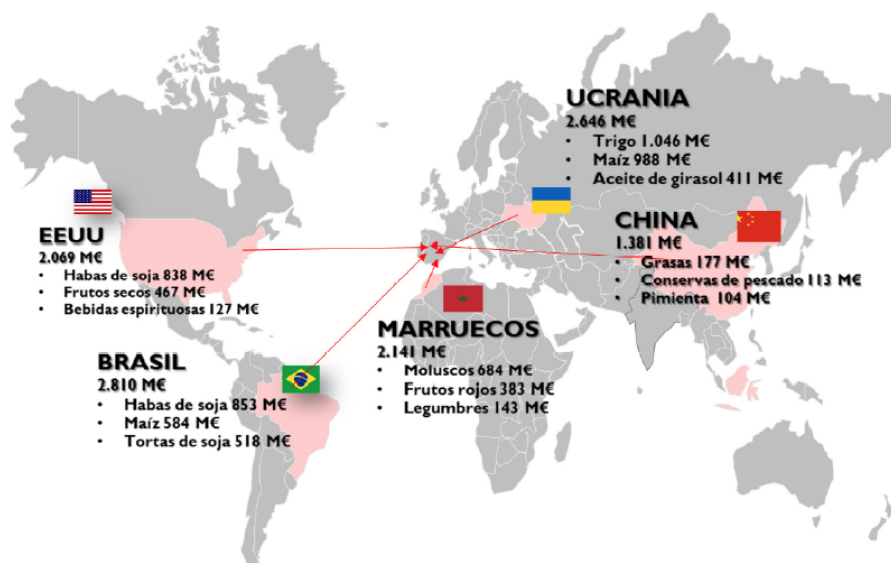 UCRANIA
2.646 M€
• Trigo 1.046 M€
• Maíz 988 M€
• Aceite de girasol 411 M€
CHINA
1.381 M€
• Grasas 177 M€
• Conservas de pescado 113 M€
• Pimienta 104 M€
EEUU
2.069 M€
• Habas de soja 838 M€
• Frutos secos 467 M€
• Bebidas espirituosas 127 M€
MARRUECOS
2.141 M€
• Moluscos 684 M€
• Frutos rojos 383 M€
• Legumbres 143 M€
BRASIL
2.810 M€
• Habas de soja 853 M€
• Maíz 584 M€
• Tortas de soja 518 M€